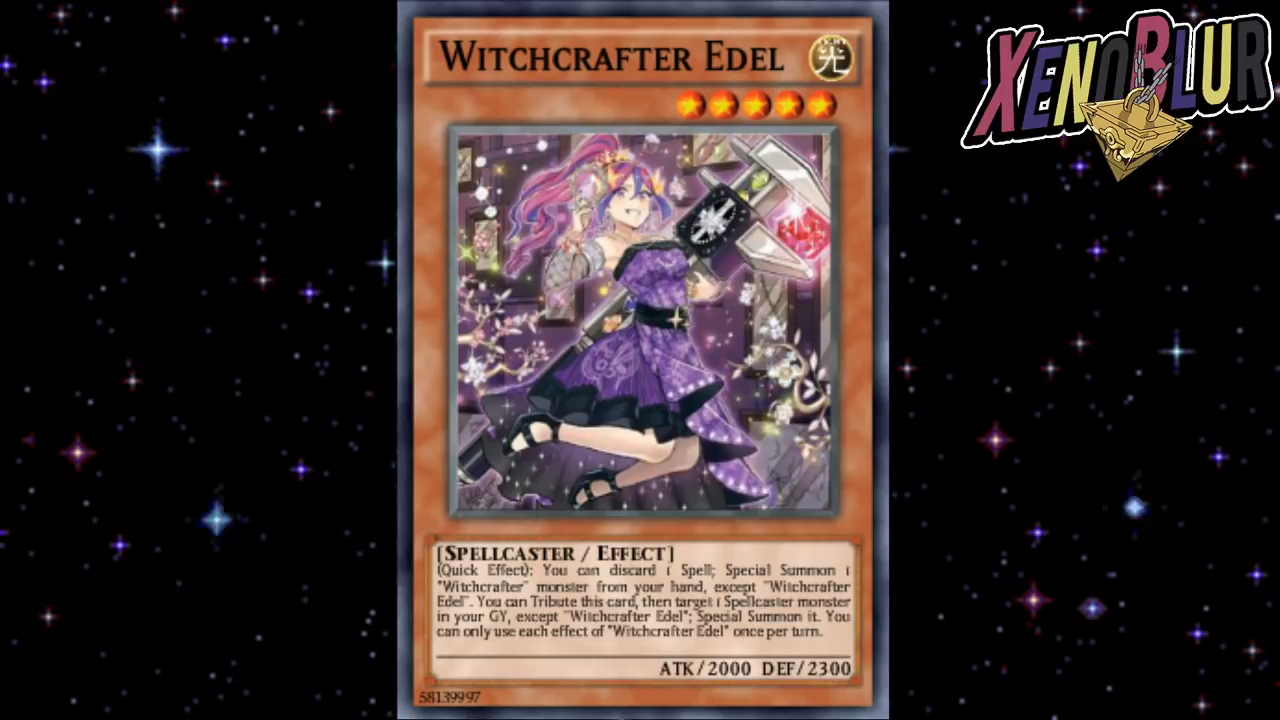 WITCHCRAFTER EDEL
光
XENOBLUR
[SPELLCASTER / EFFECT]
(Quick Effect): You can discard 1 Spell; Special Summon 1
"Witchcrafter" monster from your hand, except "Witchcrafter
Edel". You can Tribute this card, then target 1 Spellcaster monster
in your GY, except "Witchcrafter Edel"; Special Summon it. You
can only use each effect of "Witchcrafter Edel" once per turn.
ATK/2000 DEF/2300
58139997